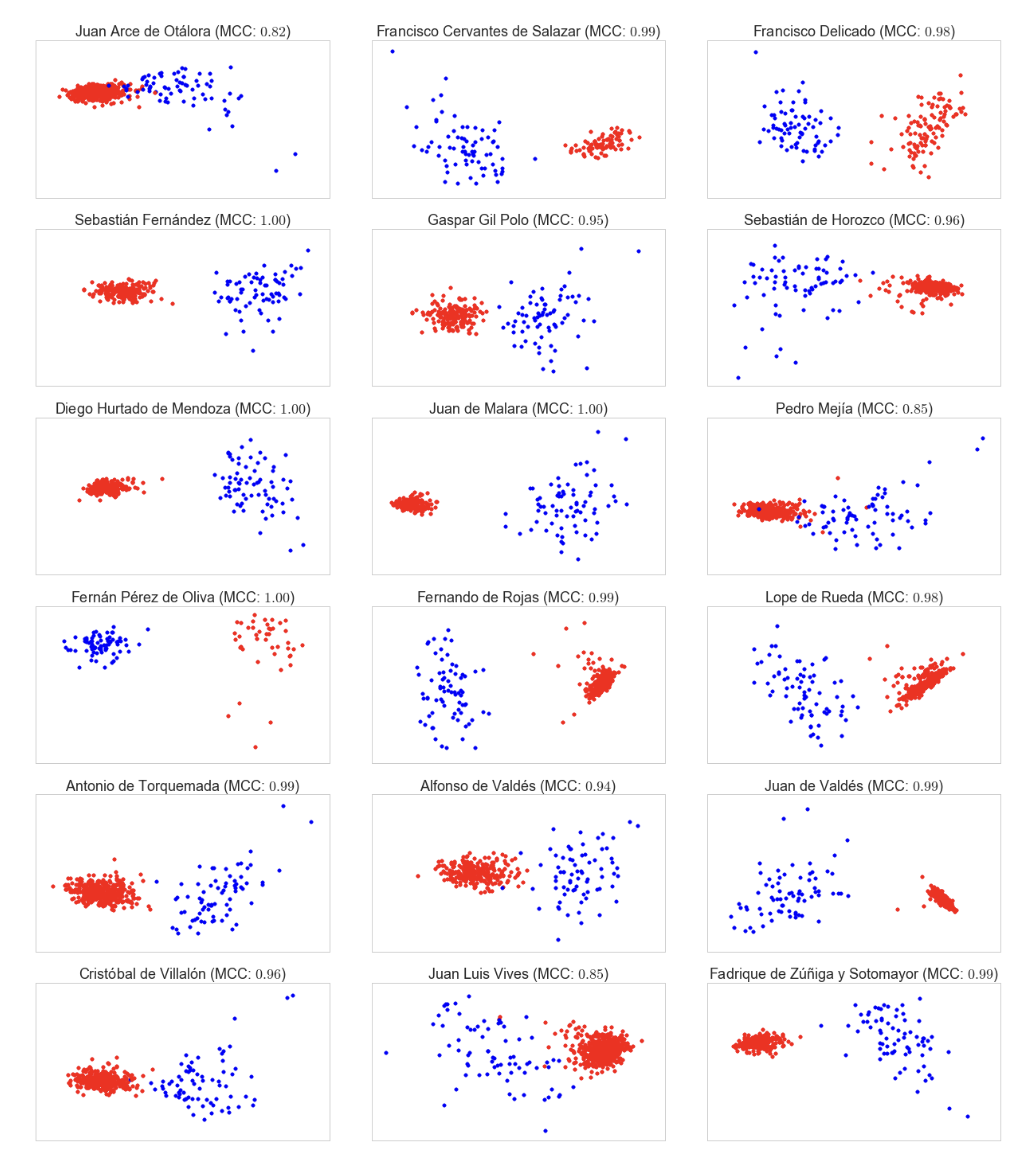 Juan Arce de Otálora (MCC: 0.82)
Francisco Cervantes de Salazar (MCC: 0.99)
Francisco Delicado (MCC: 0.98)
Sebastián Fernández (MCC: 1.00)
Gaspar Gil Polo (MCC: 0.95)
Sebastián de Horozco (MCC: 0.96)
Diego Hurtado de Mendoza (MCC: 1.00)
Juan de Malara (MCC: 1.00)
Pedro Mejía (MCC: 0.85)
Fernán Pérez de Oliva (MCC: 1.00)
Fernando de Rojas (MCC: 0.99)
Lope de Rueda (MCC: 0.98)
Antonio de Torquemada (MCC: 0.99)
Alfonso de Valdés (MCC: 0.94)
Juan de Valdés (MCC: 0.99)
Cristóbal de Villalón (MCC: 0.96)
Juan Luis Vives (MCC: 0.85)
Fadrique de Zúñiga y Sotomayor (MCC: 0.99)